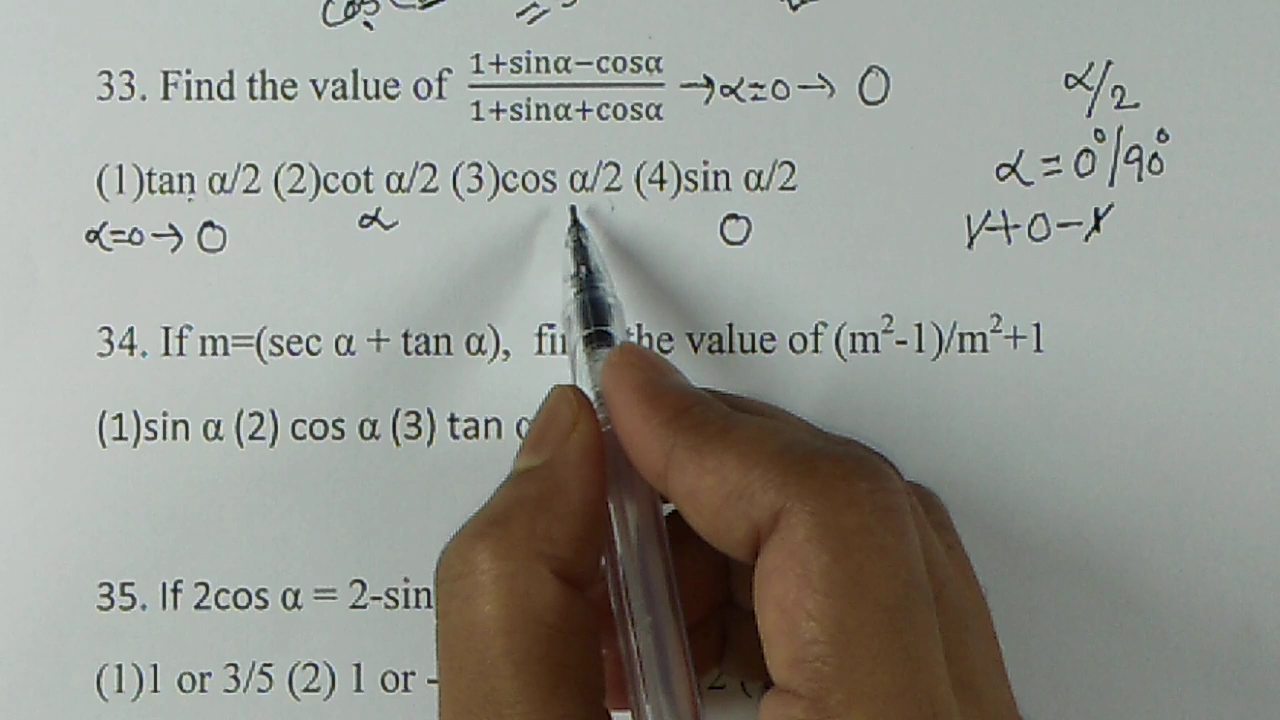 Cos
33. Find the value of (1+sinα−cosα)/(1+sinα+cosα) →α=0→ 0
α/2
(1)tan α/2 (2)cot α/2 (3)cos α/2 (4)sin α/2
α=0°/90°
α=0→0 α 0
1+0−1
34. If m=(sec α + tan α), the value of (m²-1)/m²+1
(1)sin α (2) cos α (3) tan
35. If 2cos α = 2-sin
(1)1 or 3/5 (2) 1 or -